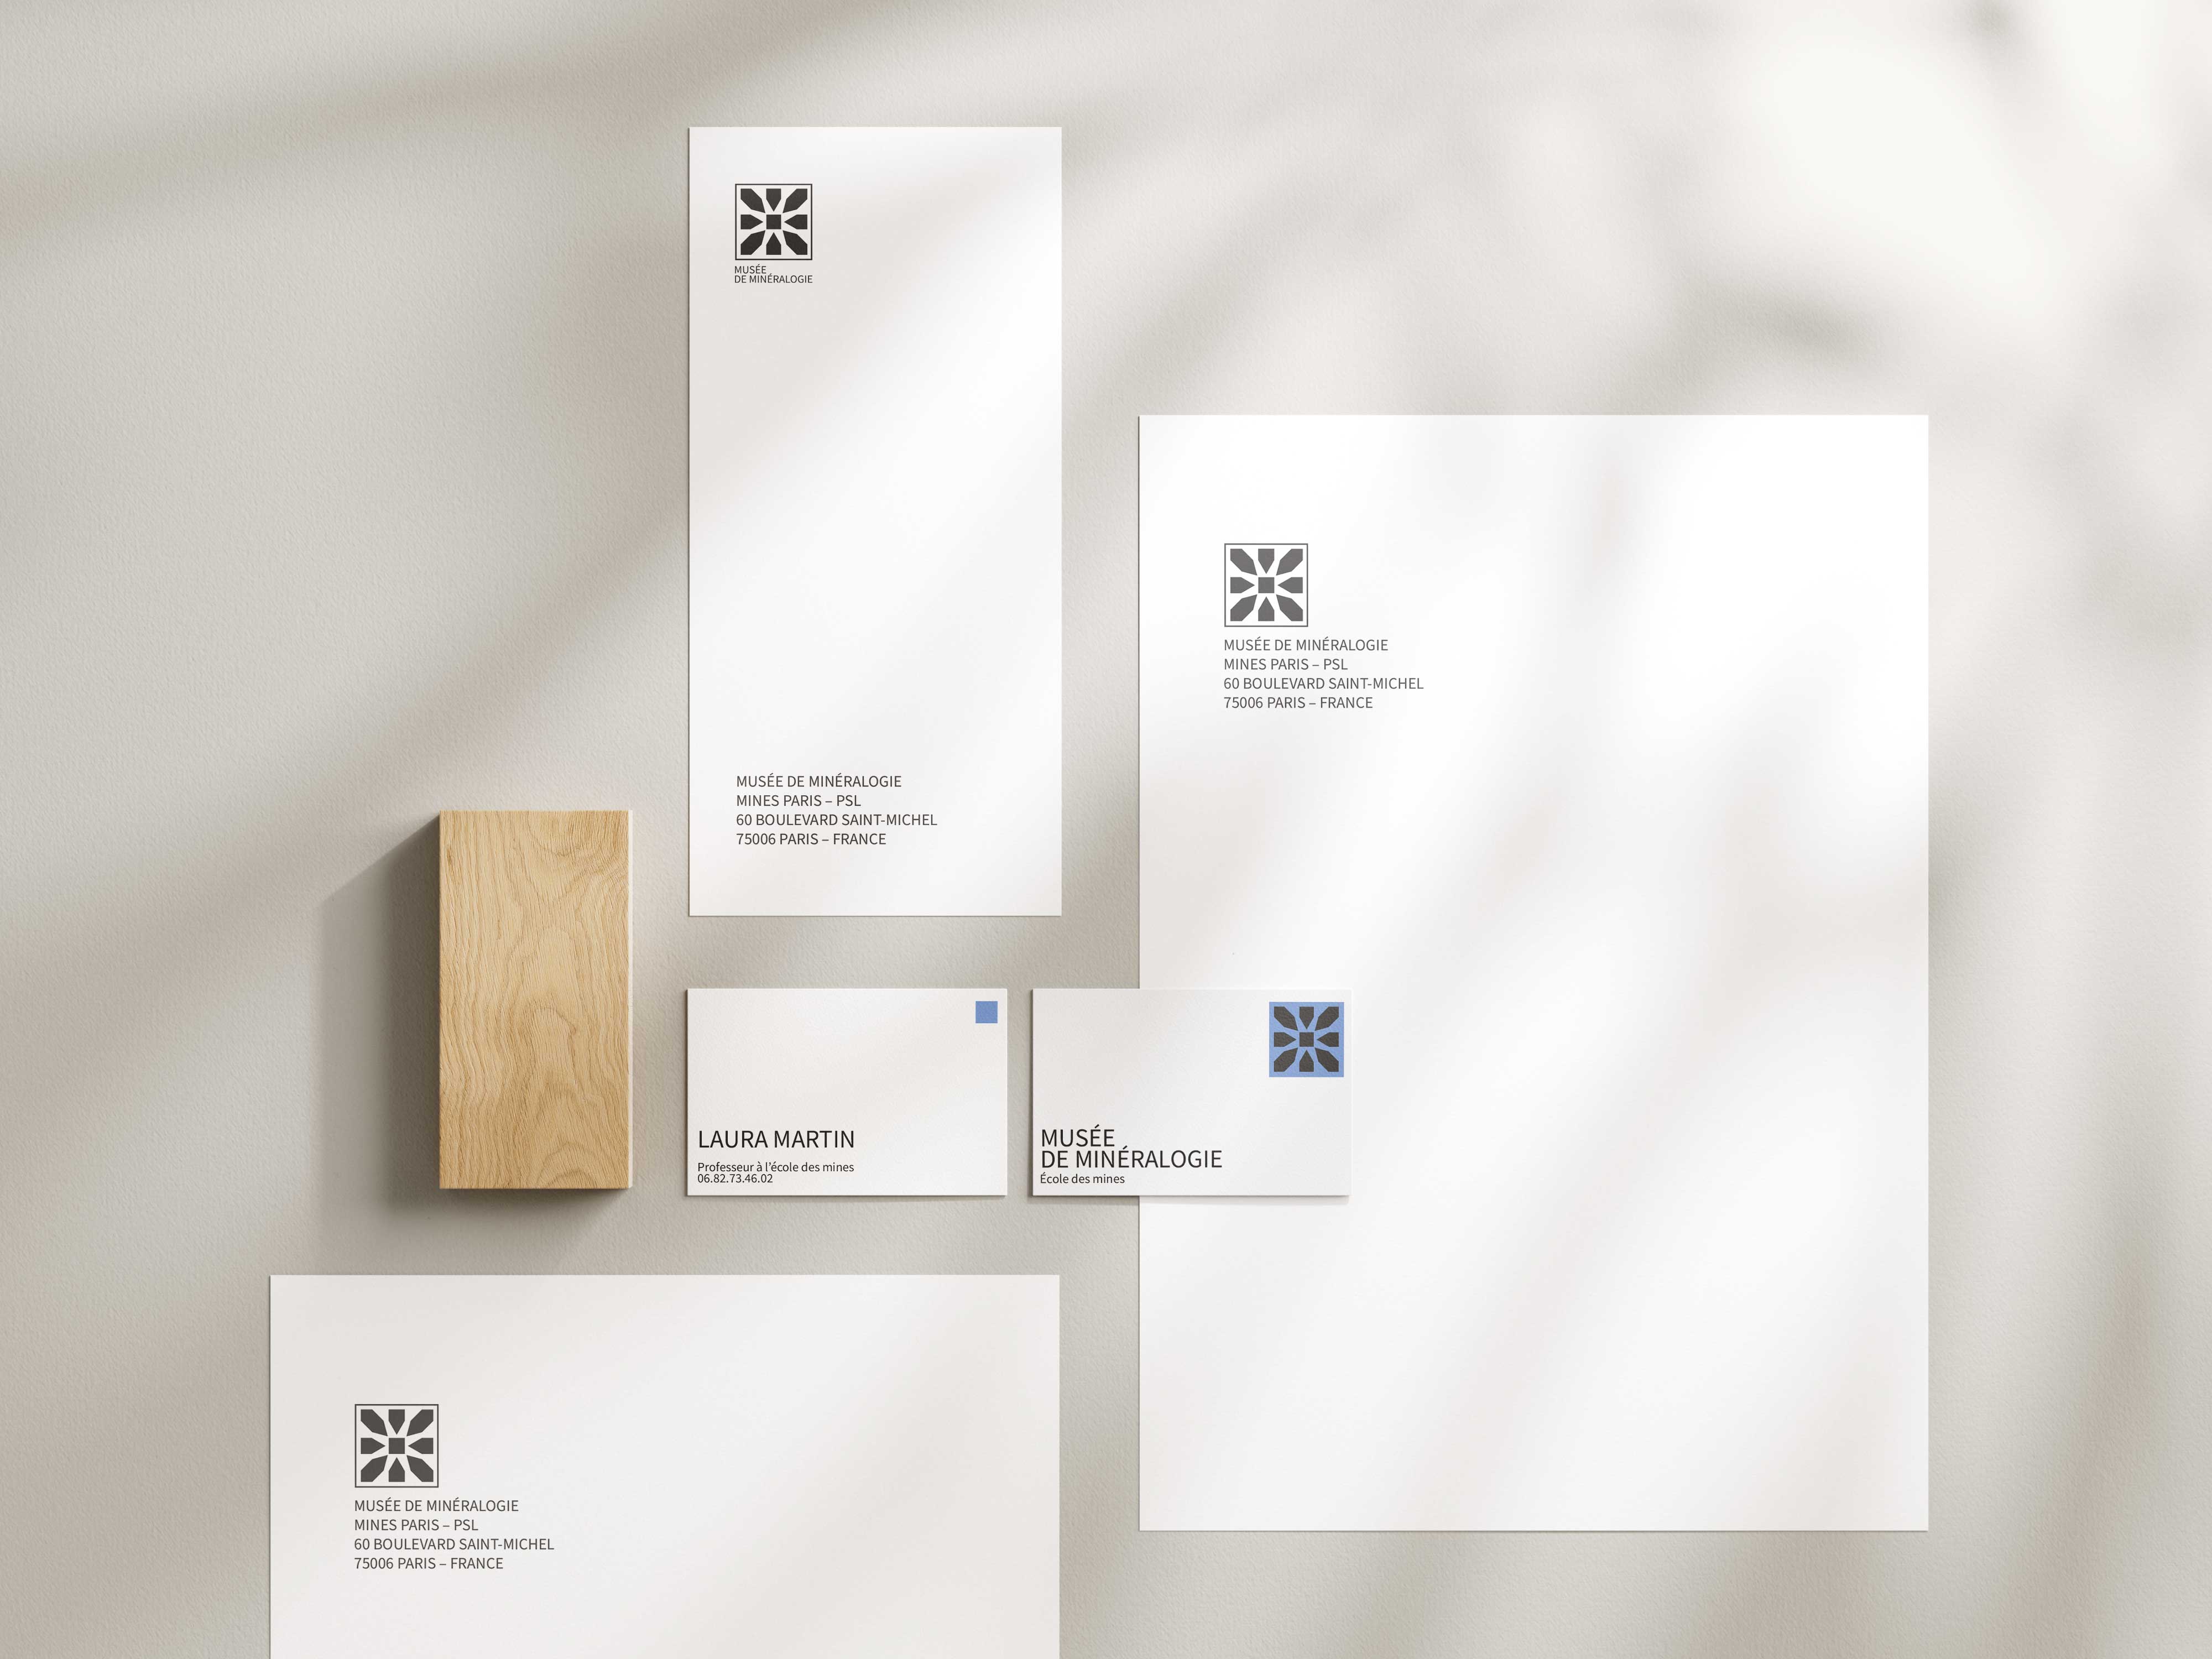 MUSÉE
DE MINÉRALOGIE
MUSÉE DE MINÉRALOGIE
MINES PARIS – PSL
60 BOULEVARD SAINT-MICHEL
75006 PARIS – FRANCE
MUSÉE DE MINÉRALOGIE
MINES PARIS – PSL
60 BOULEVARD SAINT-MICHEL
75006 PARIS – FRANCE
LAURA MARTIN
Professeur à l'école des mines
06.82.73.46.02
MUSÉE
DE MINÉRALOGIE
École des mines
MUSÉE DE MINÉRALOGIE
MINES PARIS – PSL
60 BOULEVARD SAINT-MICHEL
75006 PARIS – FRANCE